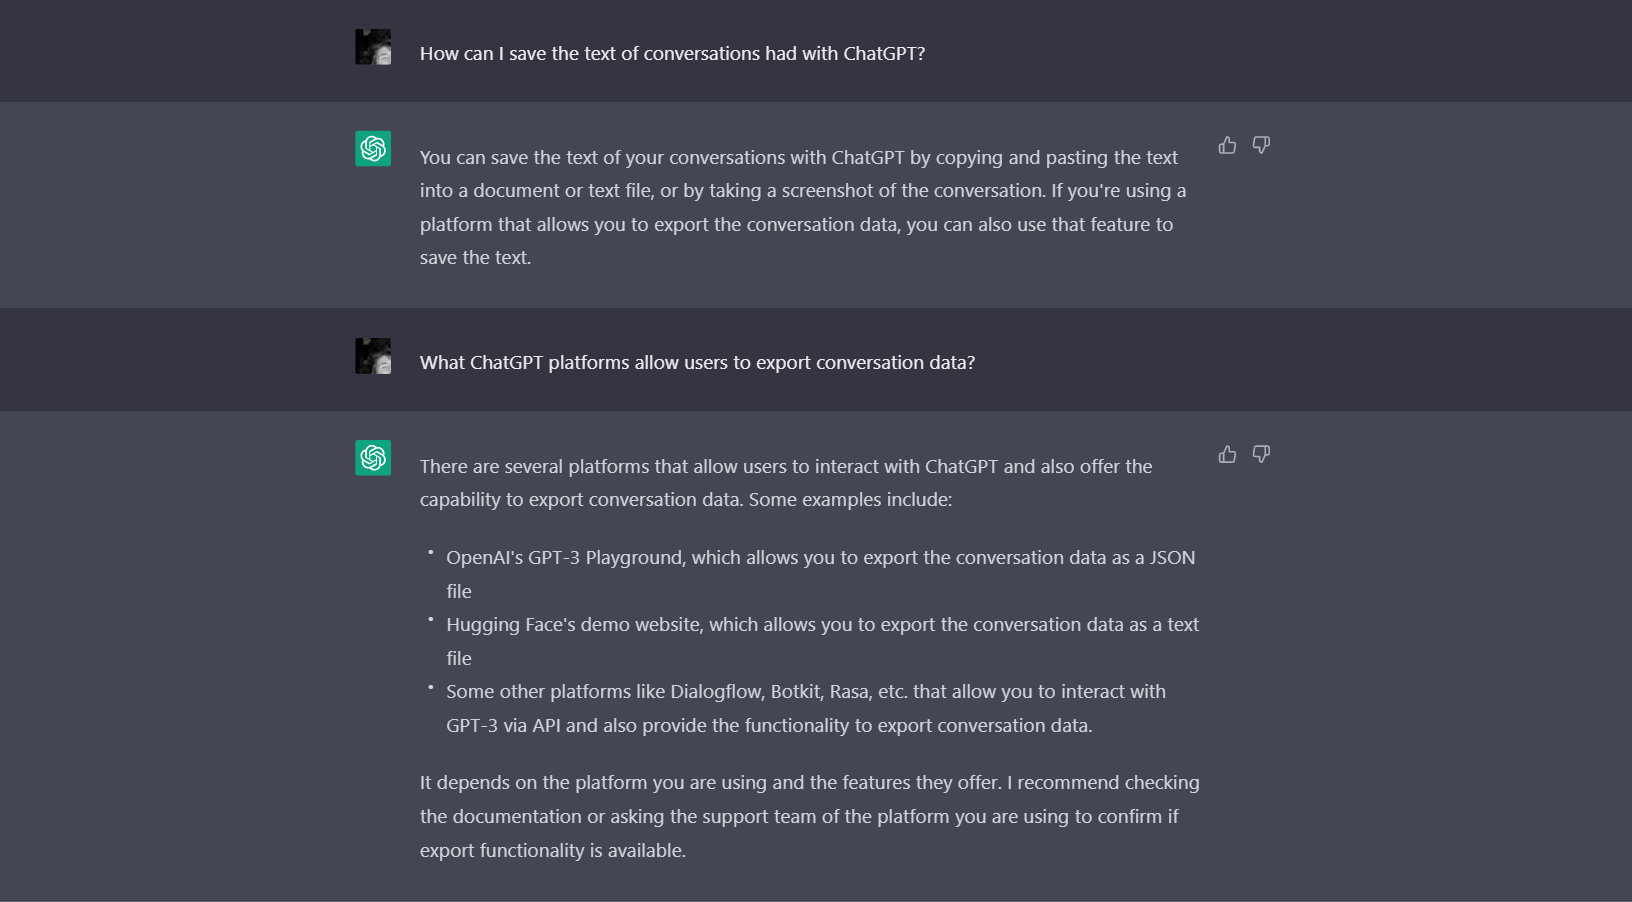 How can I save the text of conversations had with ChatGPT?
You can save the text of your conversations with ChatGPT by copying and pasting the text
into a document or text file, or by taking a screenshot of the conversation. If you're using a
platform that allows you to export the conversation data, you can also use that feature to
save the text.
What ChatGPT platforms allow users to export conversation data?
There are several platforms that allow users to interact with ChatGPT and also offer the
capability to export conversation data. Some examples include:
• OpenAI's GPT-3 Playground, which allows you to export the conversation data as a JSON
file
• Hugging Face's demo website, which allows you to export the conversation data as a text
file
• Some other platforms like Dialogflow, Botkit, Rasa, etc. that allow you to interact with
GPT-3 via API and also provide the functionality to export conversation data.
It depends on the platform you are using and the features they offer. I recommend checking
the documentation or asking the support team of the platform you are using to confirm if
export functionality is available.